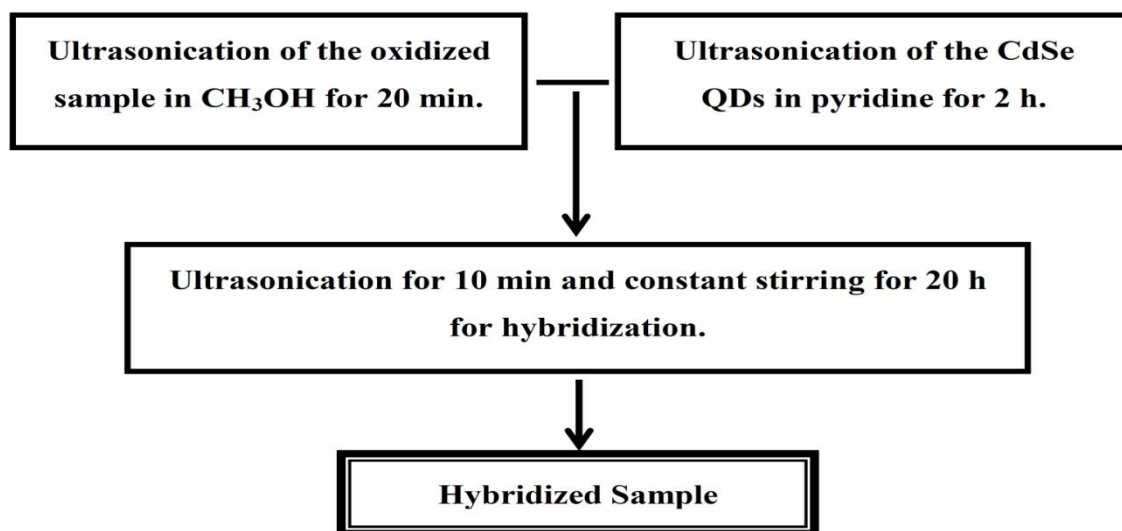 Ultrasonication of the oxidized
sample in CH₃OH for 20 min.
Ultrasonication of the CdSe
QDs in pyridine for 2 h.
Ultrasonication for 10 min and constant stirring for 20 h
for hybridization.
Hybridized Sample